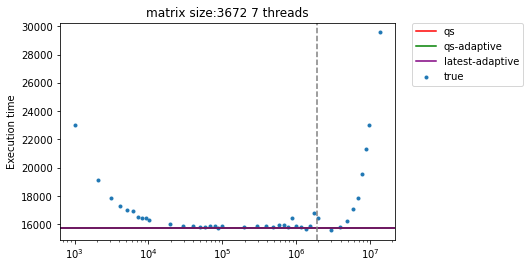 matrix size:3672 7 threads
Execution time
30000
28000
26000
24000
22000
20000
18000
16000
10³
10⁴
10⁵
10⁶
10⁷
qs
qs-adaptive
latest-adaptive
true